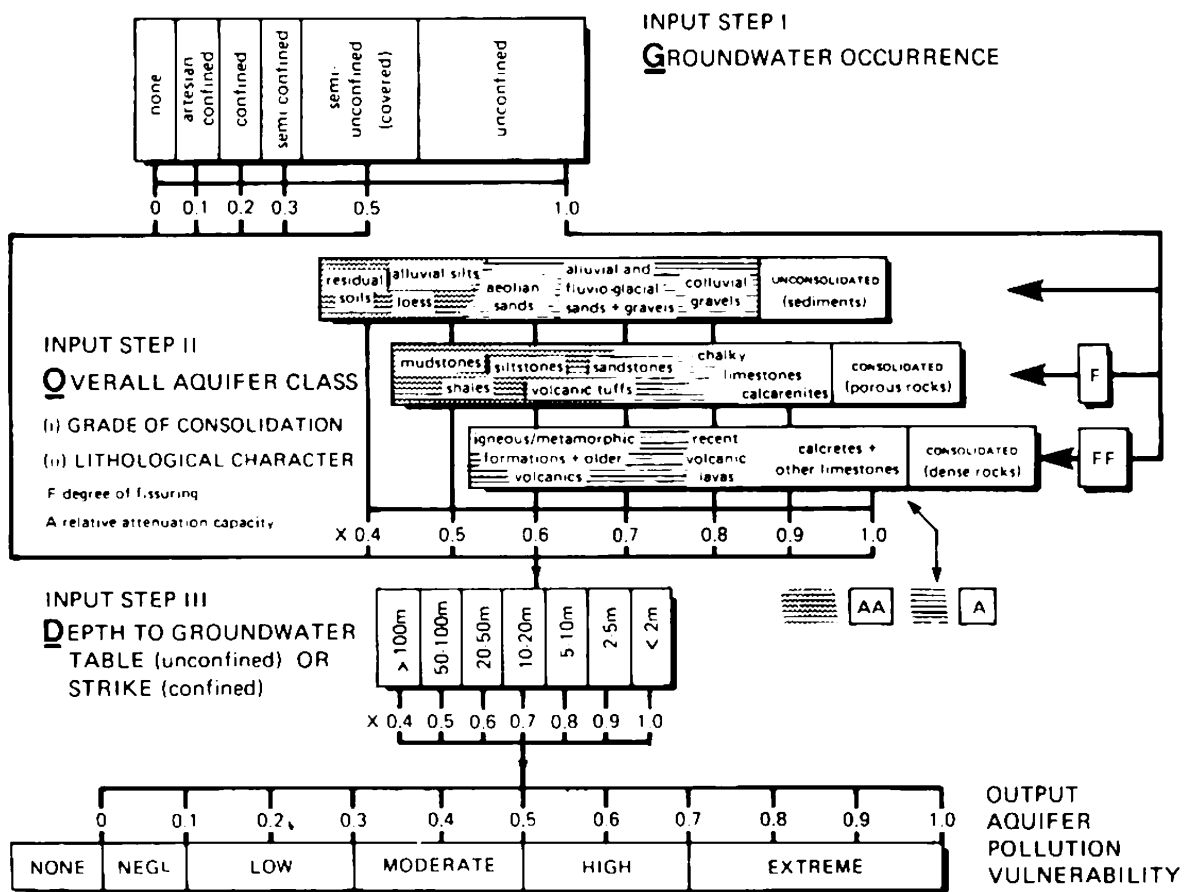 INPUT STEP I
GROUNDWATER OCCURRENCE
none
artesian
confined
confined
semi confined
semi-
unconfined
(covered)
unconfined
0 0.1 0.2 0.3 0.5 1.0
INPUT STEP II
OVERALL AQUIFER CLASS
(i) GRADE OF CONSOLIDATION
(ii) LITHOLOGICAL CHARACTER
F degree of fissuring
A relative attenuation capacity
residual
soils
alluvial silts
loess
aeolian
sands
alluvial and
fluvio-glacial
sands + gravels
colluvial
gravels
UNCONSOLIDATED
(sediments)
mudstones
shales
siltstones
volcanic tuffs
sandstones
chalky
limestones
calcarenites
CONSOLIDATED
(porous rocks)
F
igneous/metamorphic
formations + older
volcanics
recent
volcanic
lavas
calcretes +
other limestones
CONSOLIDATED
(dense rocks)
FF
X 0.4 0.5 0.6 0.7 0.8 0.9 1.0
AA A
INPUT STEP III
DEPTH TO GROUNDWATER
TABLE (unconfined) OR
STRIKE (confined)
> 100m
50-100m
20-50m
10-20m
5-10m
2-5m
< 2m
X 0.4 0.5 0.6 0.7 0.8 0.9 1.0
0 0.1 0.2 0.3 0.4 0.5 0.6 0.7 0.8 0.9 1.0
NONE NEGL LOW MODERATE HIGH EXTREME
OUTPUT
AQUIFER
POLLUTION
VULNERABILITY